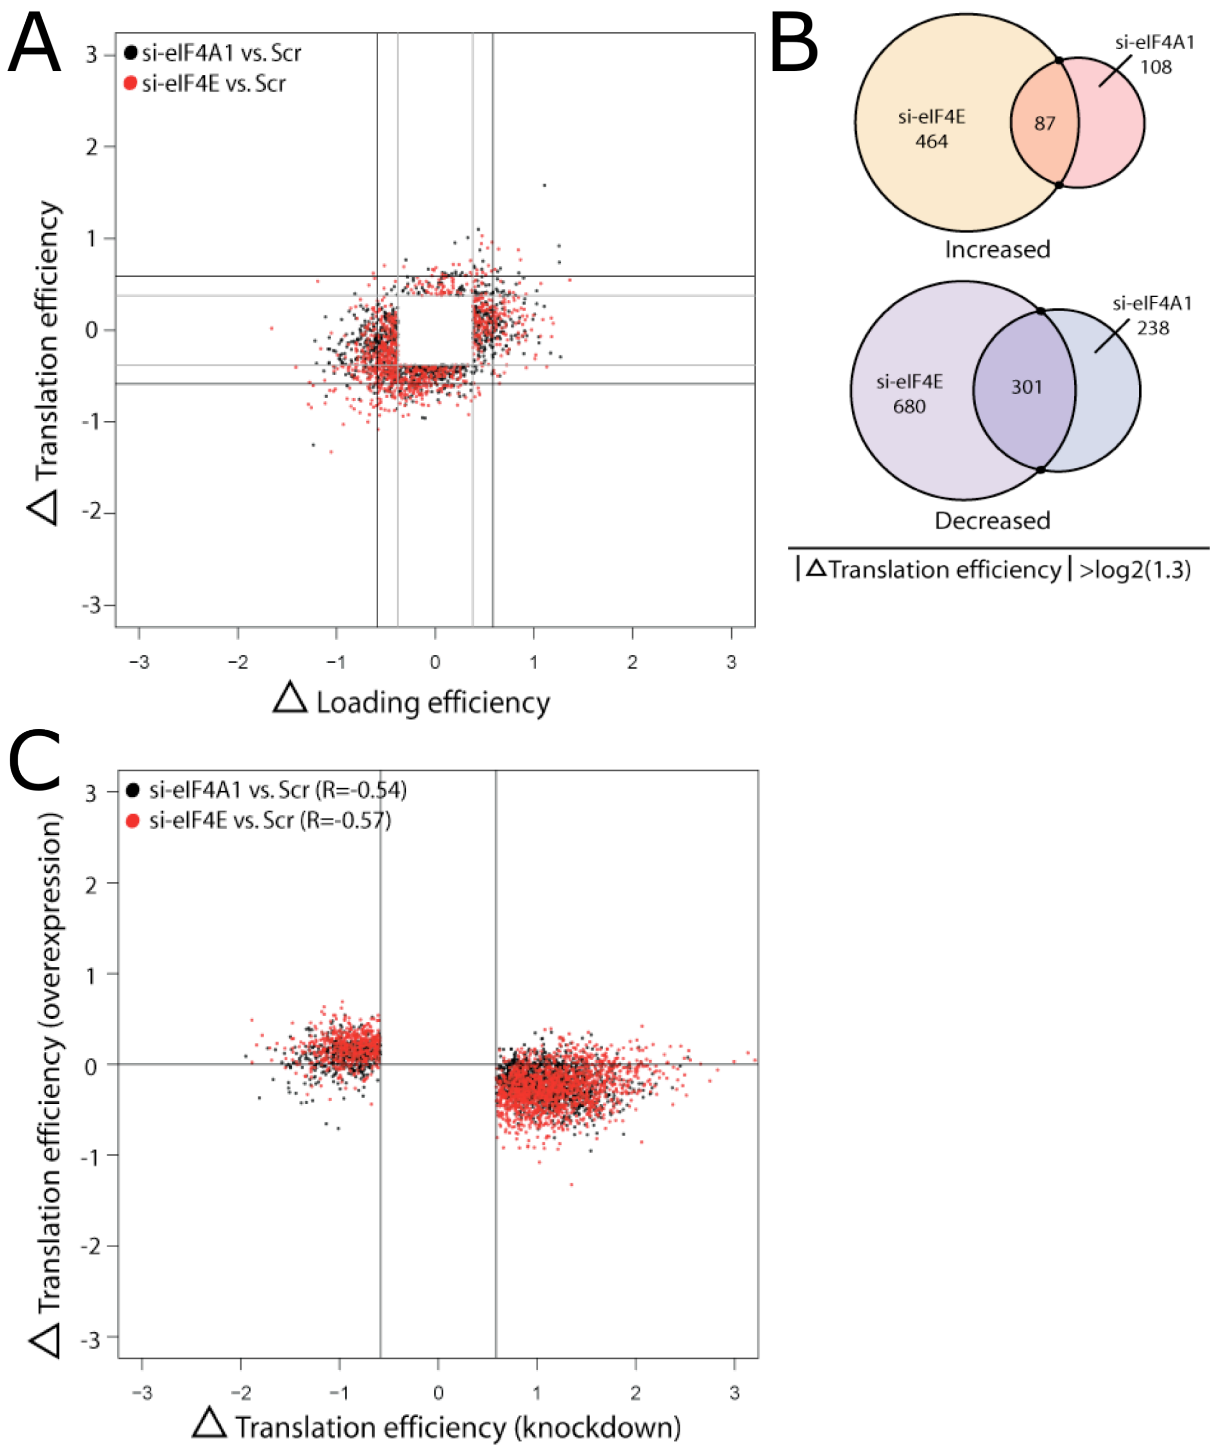 A
si-eIF4A1 vs. Scr
si-eIF4E vs. Scr
3
2
1
0
-1
-2
-3
△ Translation efficiency
−3 −2 −1 0 1 2 3
△ Loading efficiency
B
si-eIF4A1
108
si-eIF4E
464
87
Increased
si-eIF4A1
238
si-eIF4E
680
301
Decreased
|△Translation efficiency| >log2(1.3)
C
si-eIF4A1 vs. Scr (R=-0.54)
si-eIF4E vs. Scr (R=-0.57)
3
2
1
0
-1
-2
-3
△ Translation efficiency (overexpression)
−3 −2 −1 0 1 2 3
△ Translation efficiency (knockdown)